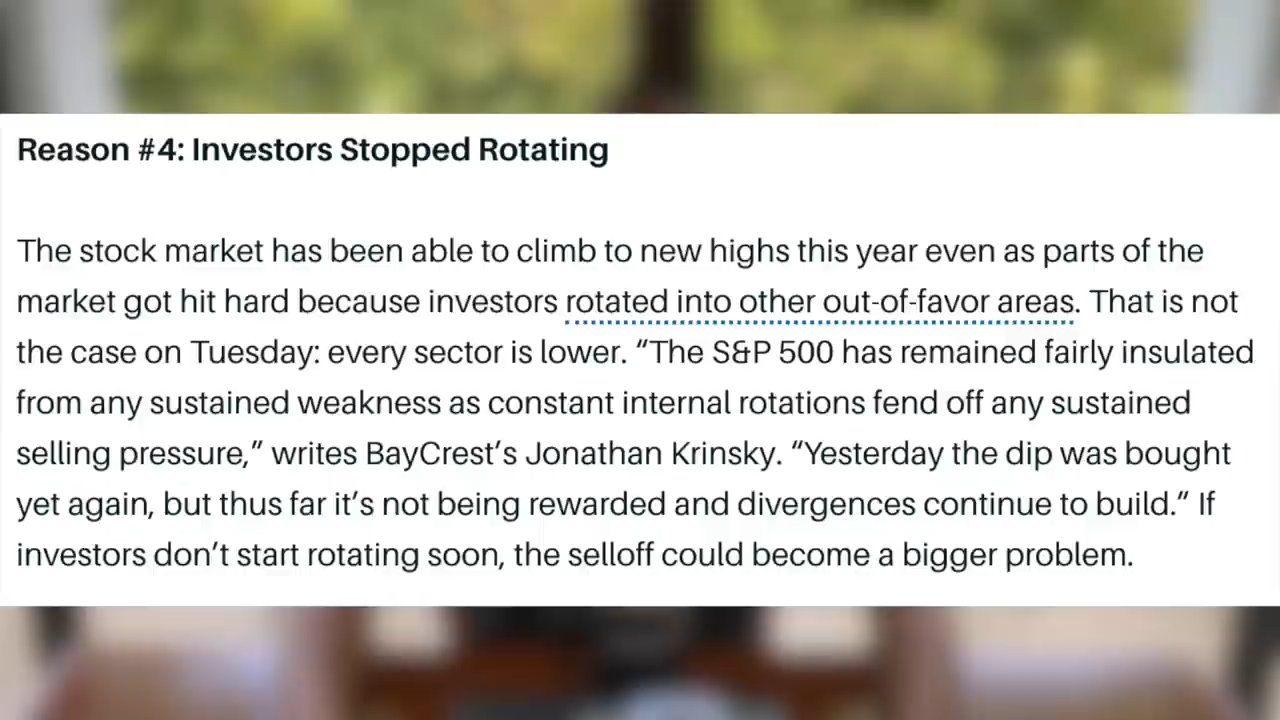 Reason #4: Investors Stopped Rotating
The stock market has been able to climb to new highs this year even as parts of the
market got hit hard because investors rotated into other out-of-favor areas. That is not
the case on Tuesday: every sector is lower. “The S&P 500 has remained fairly insulated
from any sustained weakness as constant internal rotations fend off any sustained
selling pressure,” writes BayCrest’s Jonathan Krinsky. “Yesterday the dip was bought
yet again, but thus far it’s not being rewarded and divergences continue to build.” If
investors don’t start rotating soon, the selloff could become a bigger problem.